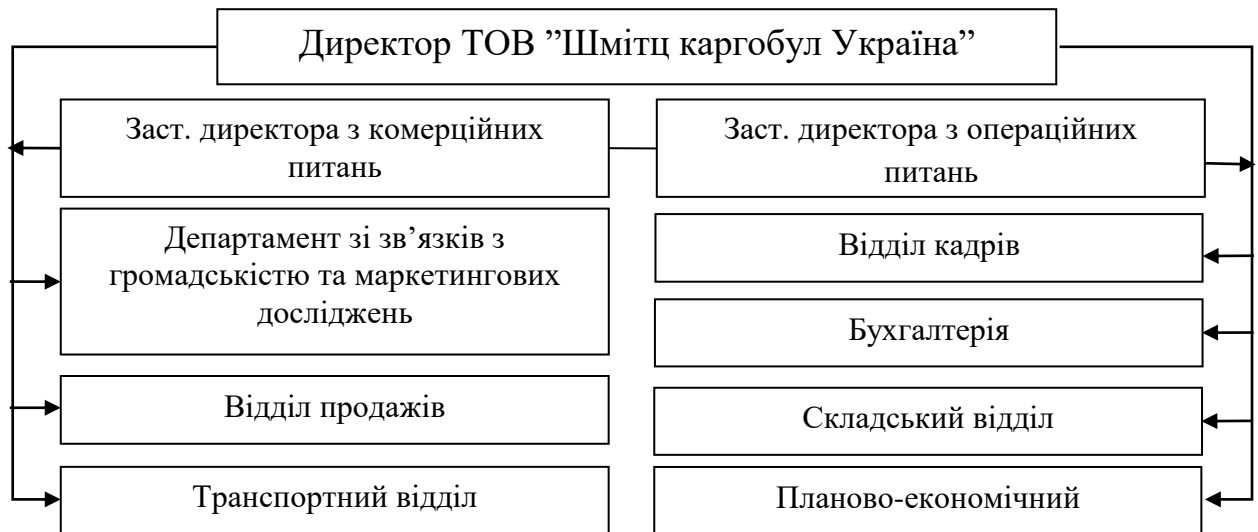 Директор ТОВ ”Шмітц каргобул Україна”
Заст. директора з комерційних
питань
Заст. директора з операційних
питань
Департамент зі зв’язків з
громадськістю та маркетингових
досліджень
Відділ кадрів
Бухгалтерія
Відділ продажів
Складський відділ
Транспортний відділ
Планово-економічний